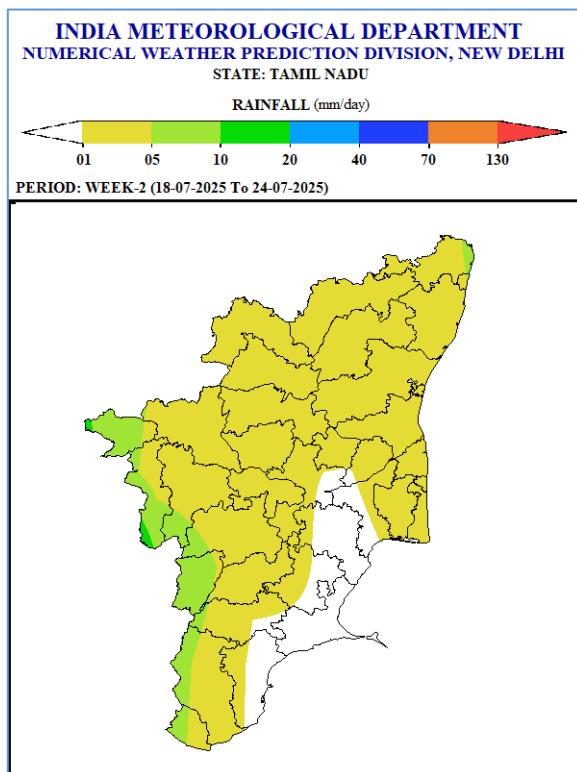 INDIA METEOROLOGICAL DEPARTMENT
NUMERICAL WEATHER PREDICTION DIVISION, NEW DELHI
STATE: TAMIL NADU
RAINFALL (mm/day)
01 05 10 20 40 70 130
PERIOD: WEEK-2 (18-07-2025 To 24-07-2025)